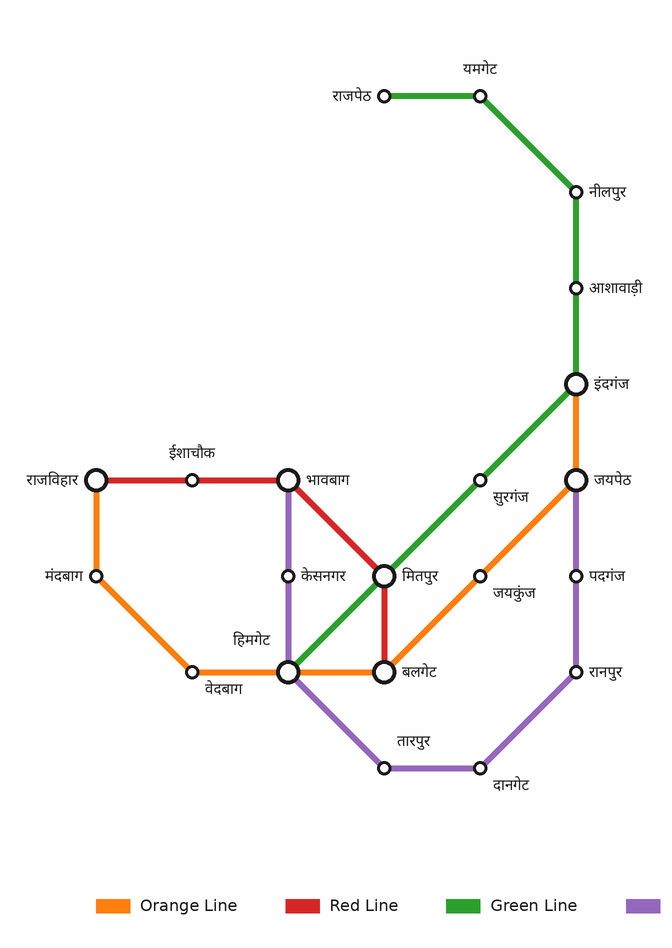 यमगेट
राजपेठ
नीलपुर
आशावाड़ी
इंदगंज
ईशाचौक
राजविहार
भावबाग
जयपेठ
सुरगंज
मंदबाग
केसनगर
मितपुर
पदगंज
जयकुंज
हिमगेट
वेदबाग
बलगेट
रानपुर
तारपुर
दानगेट
Orange Line
Red Line
Green Line